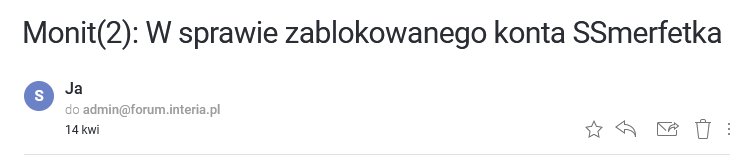 Monit(2): W sprawie zablokowanego konta SSmerfetka
S
Ja
do admin@forum.interia.pl
14 kwi